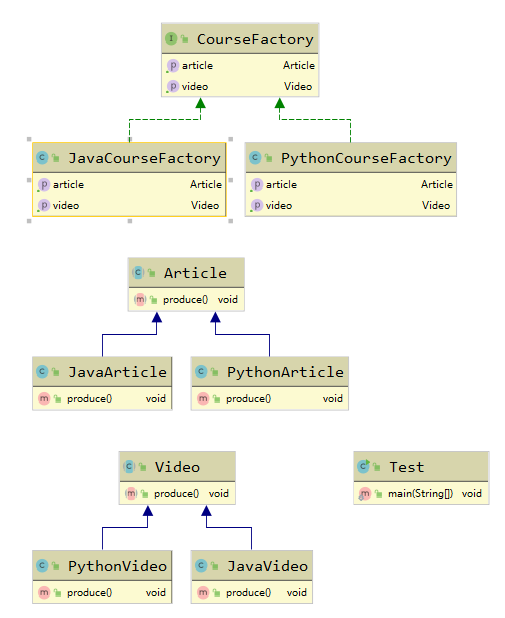 CourseFactory
article Article
video Video
JavaCourseFactory
article Article
video Video
PythonCourseFactory
article Article
video Video
Article
produce() void
JavaArticle
produce() void
PythonArticle
produce() void
Video
produce() void
Test
main(String[]) void
PythonVideo
produce() void
JavaVideo
produce() void